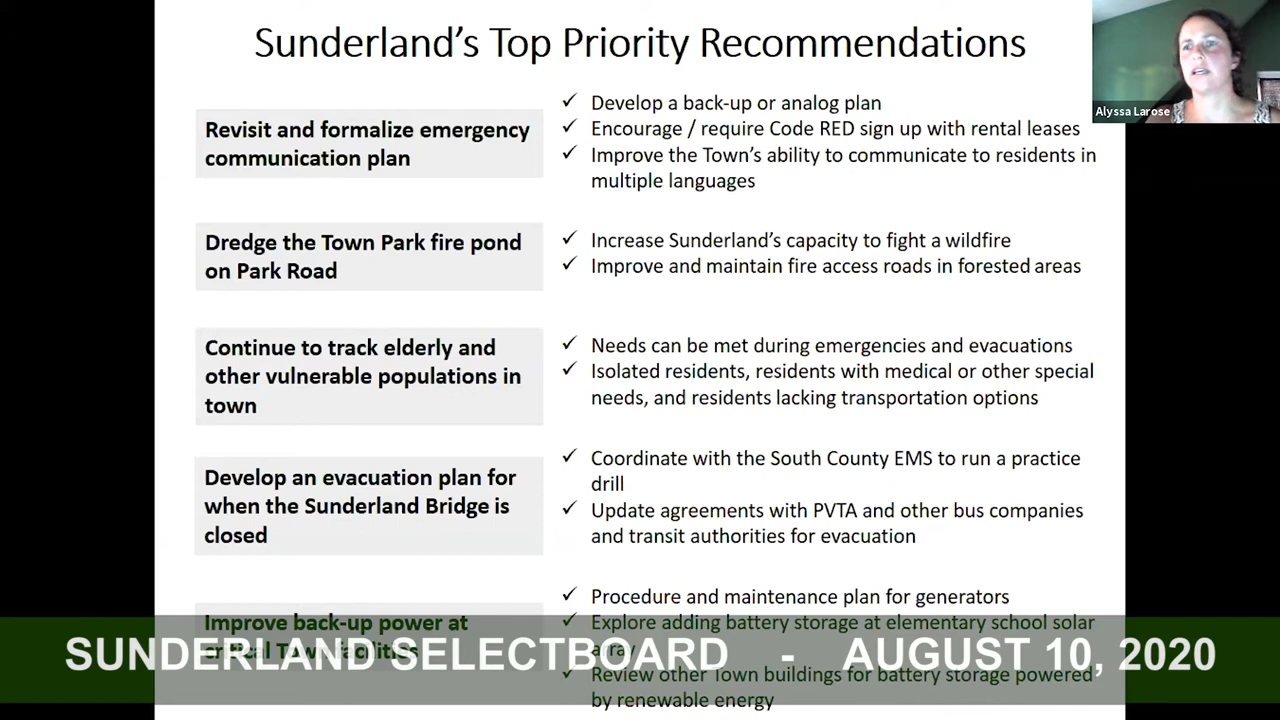 Sunderland's Top Priority Recommendations
Alyssa Larose
Revisit and formalize emergency
communication plan
✓ Develop a back-up or analog plan
✓ Encourage / require Code RED sign up with rental leases
✓ Improve the Town's ability to communicate to residents in
multiple languages
Dredge the Town Park fire pond
on Park Road
✓ Increase Sunderland's capacity to fight a wildfire
✓ Improve and maintain fire access roads in forested areas
Continue to track elderly and
other vulnerable populations in
town
✓ Needs can be met during emergencies and evacuations
✓ Isolated residents, residents with medical or other special
needs, and residents lacking transportation options
Develop an evacuation plan for
when the Sunderland Bridge is
closed
✓ Coordinate with the South County EMS to run a practice
drill
✓ Update agreements with PVTA and other bus companies
and transit authorities for evacuation
Improve back-up power at
critical Town facilities
✓ Procedure and maintenance plan for generators
✓ Explore adding battery storage at elementary school solar
array
✓ Review other Town buildings for battery storage powered
by renewable energy
SUNDERLAND SELECTBOARD - AUGUST 10, 2020